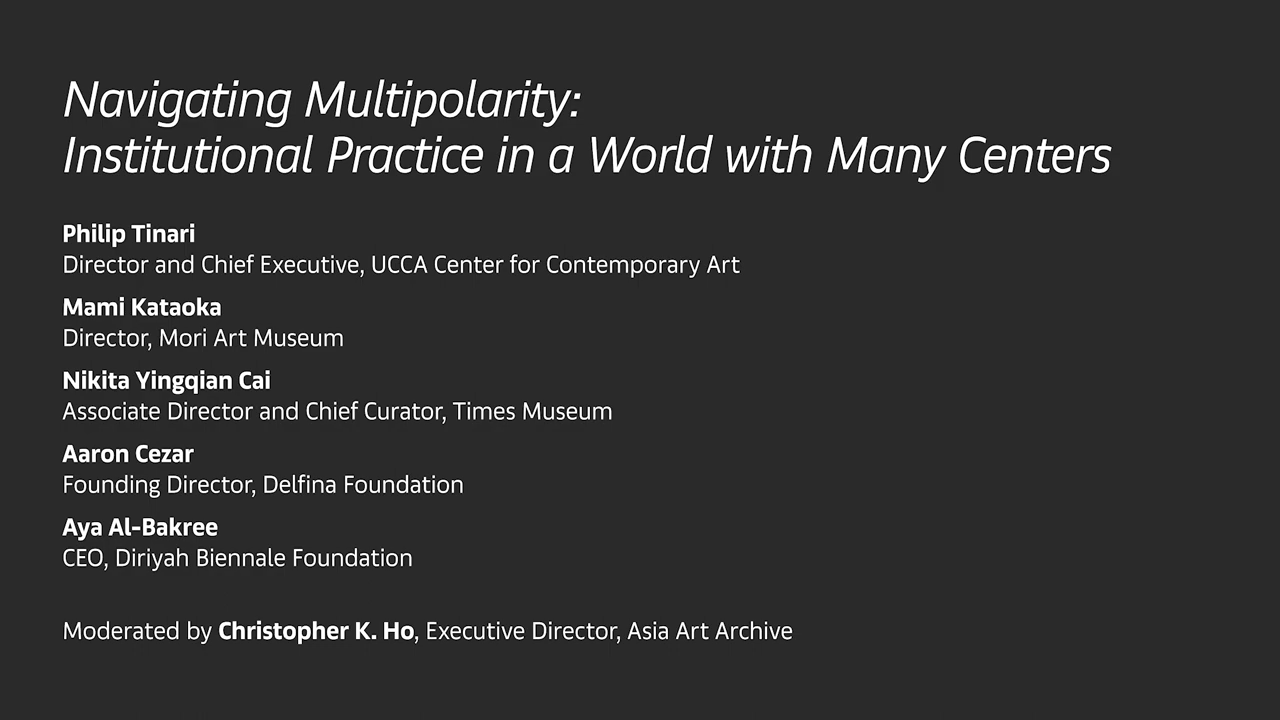 Navigating Multipolarity:
Institutional Practice in a World with Many Centers
Philip Tinari
Director and Chief Executive, UCCA Center for Contemporary Art
Mami Kataoka
Director, Mori Art Museum
Nikita Yingqian Cai
Associate Director and Chief Curator, Times Museum
Aaron Cezar
Founding Director, Delfina Foundation
Aya Al-Bakree
CEO, Diriyah Biennale Foundation
Moderated by Christopher K. Ho, Executive Director, Asia Art Archive